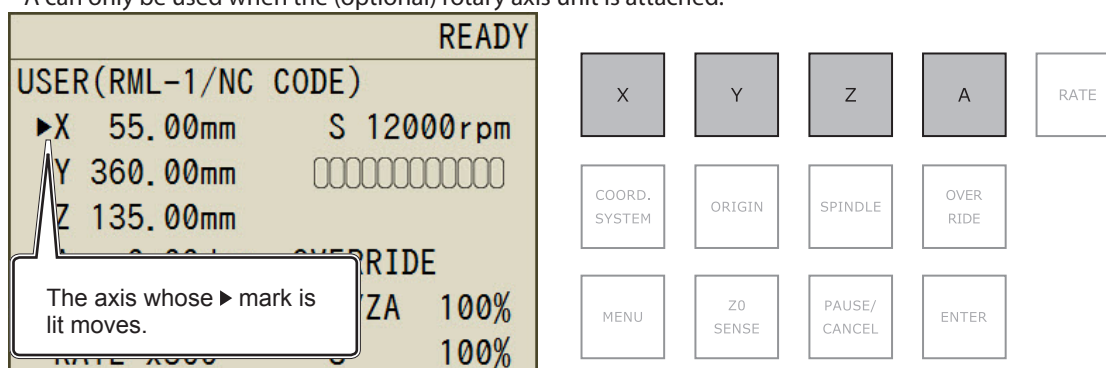 A can only be used when the (optional) rotary axis unit is attached.
READY
USER(RML-1/NC CODE)
▶X 55.00mm S 12000rpm
Y 360.00mm
Z 135.00mm
The axis whose ▶ mark is
lit moves.
ZA 100%
100%
X
Y
Z
A
RATE
COORD.
SYSTEM
ORIGIN
SPINDLE
OVER
RIDE
MENU
Z0
SENSE
PAUSE/
CANCEL
ENTER